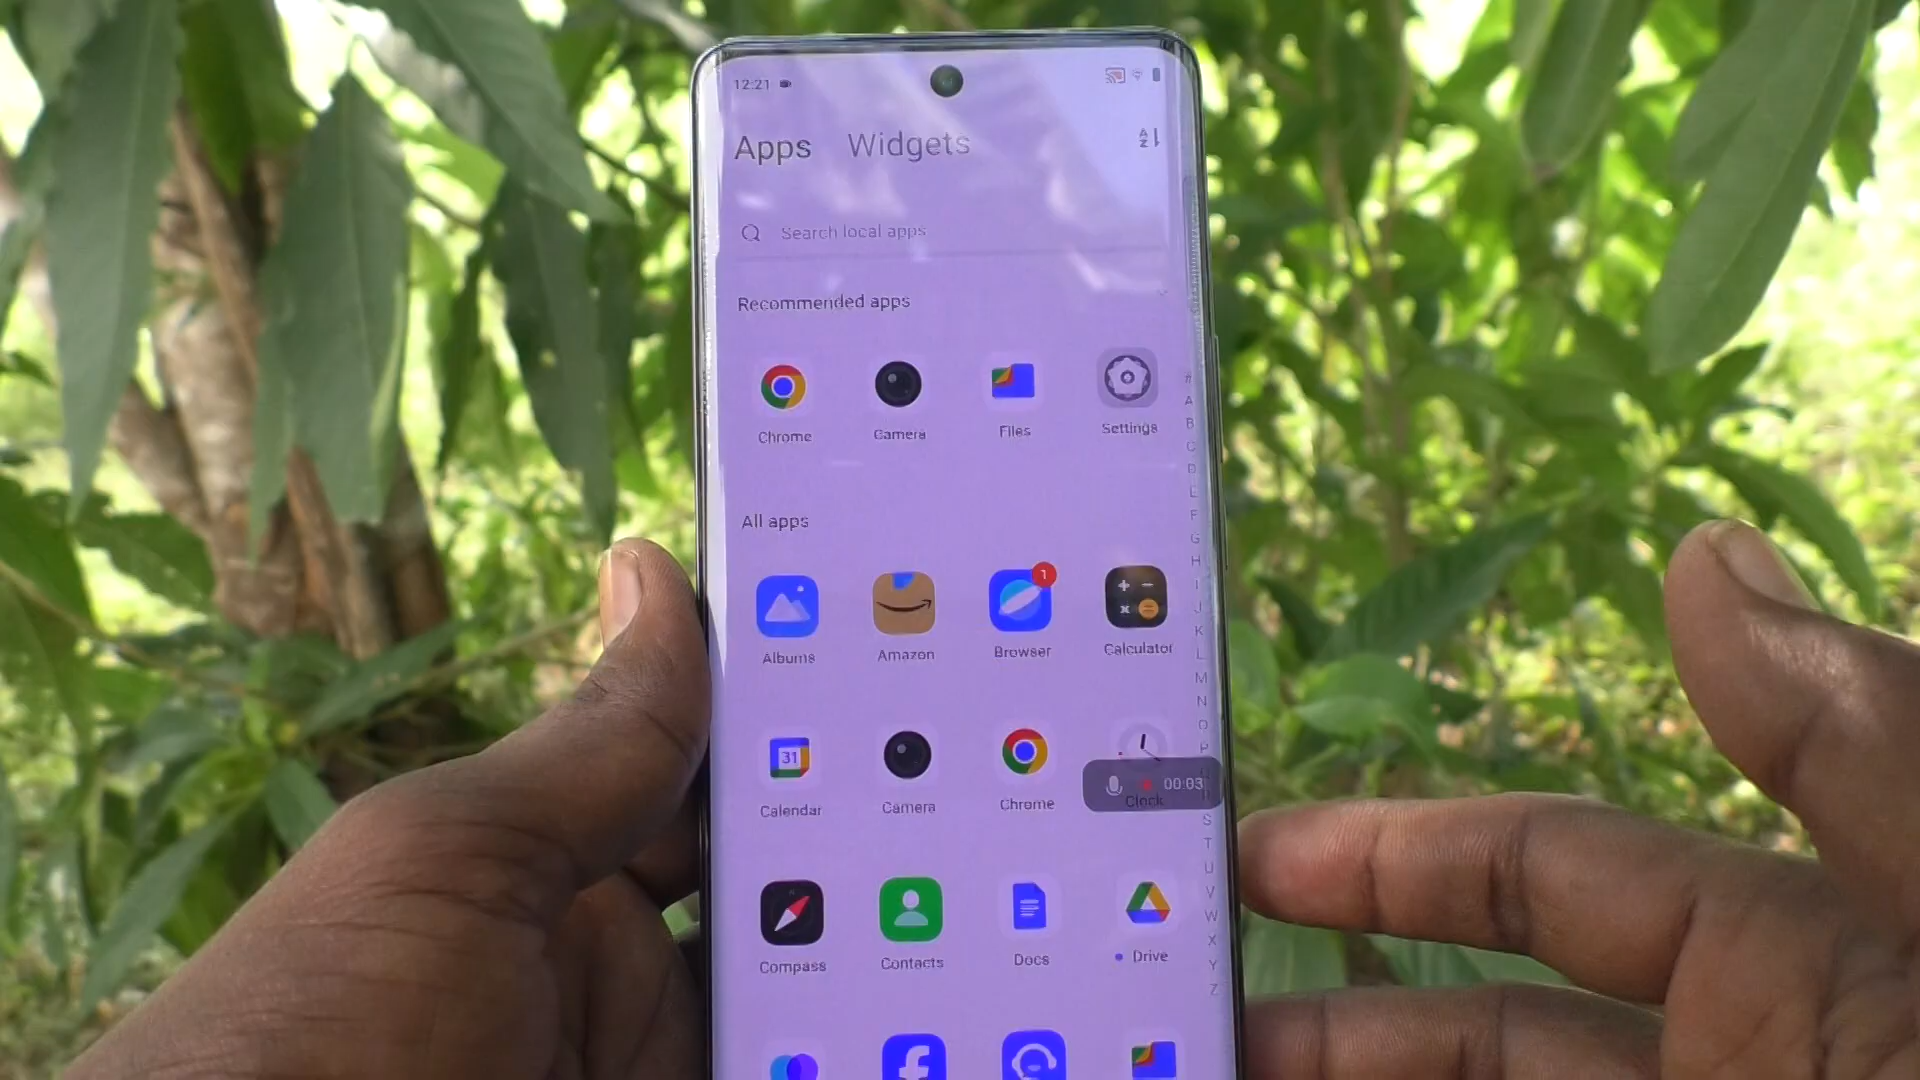 12:21
Apps Widgets
A
Z
Search local apps
Recommended apps
Chrome Camera Files Settings
All apps
1
Albums Amazon Browser Calculator
31
00:03
Calendar Camera Chrome Clock
Compass Contacts Docs Drive
#
A
B
C
D
E
F
G
H
I
J
K
L
M
N
O
P
S
T
U
V
W
X
Y
Z